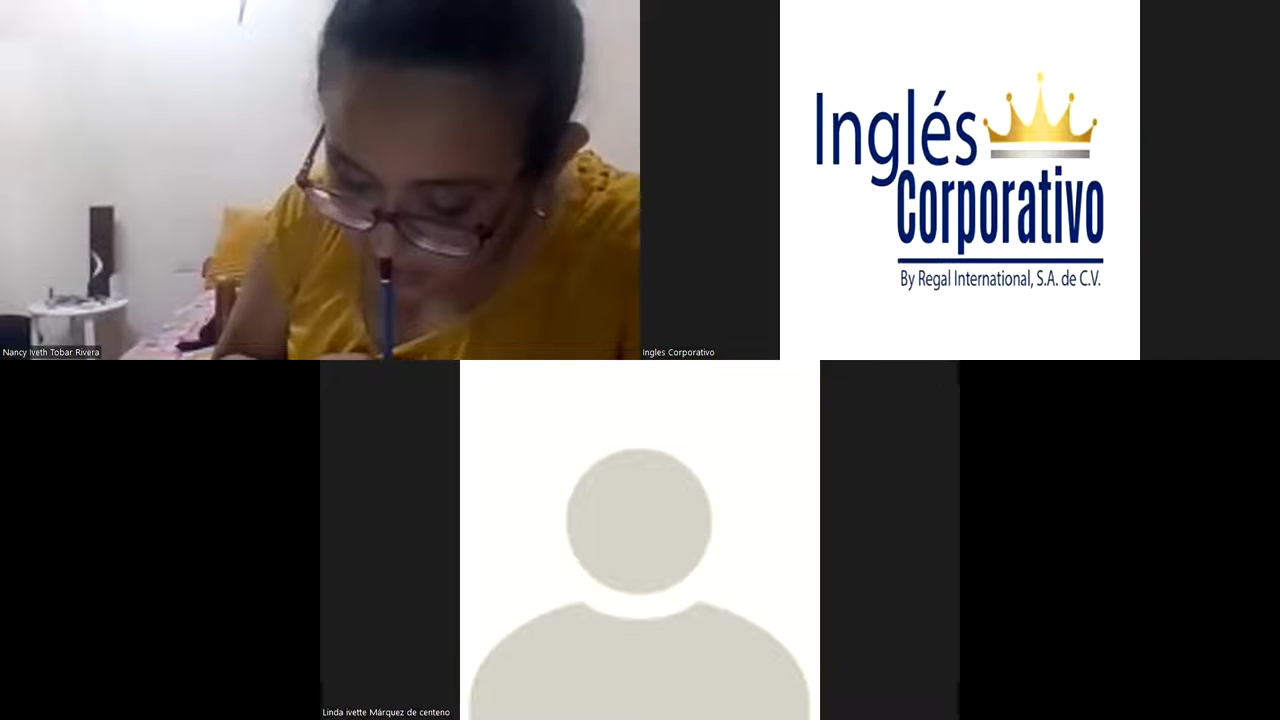 Inglés
Corporativo
By Regal International, S.A. de C.V.
Nancy Iveth Tobar Rivera
Ingles Corporativo
Linda ivette Márquez de centeno